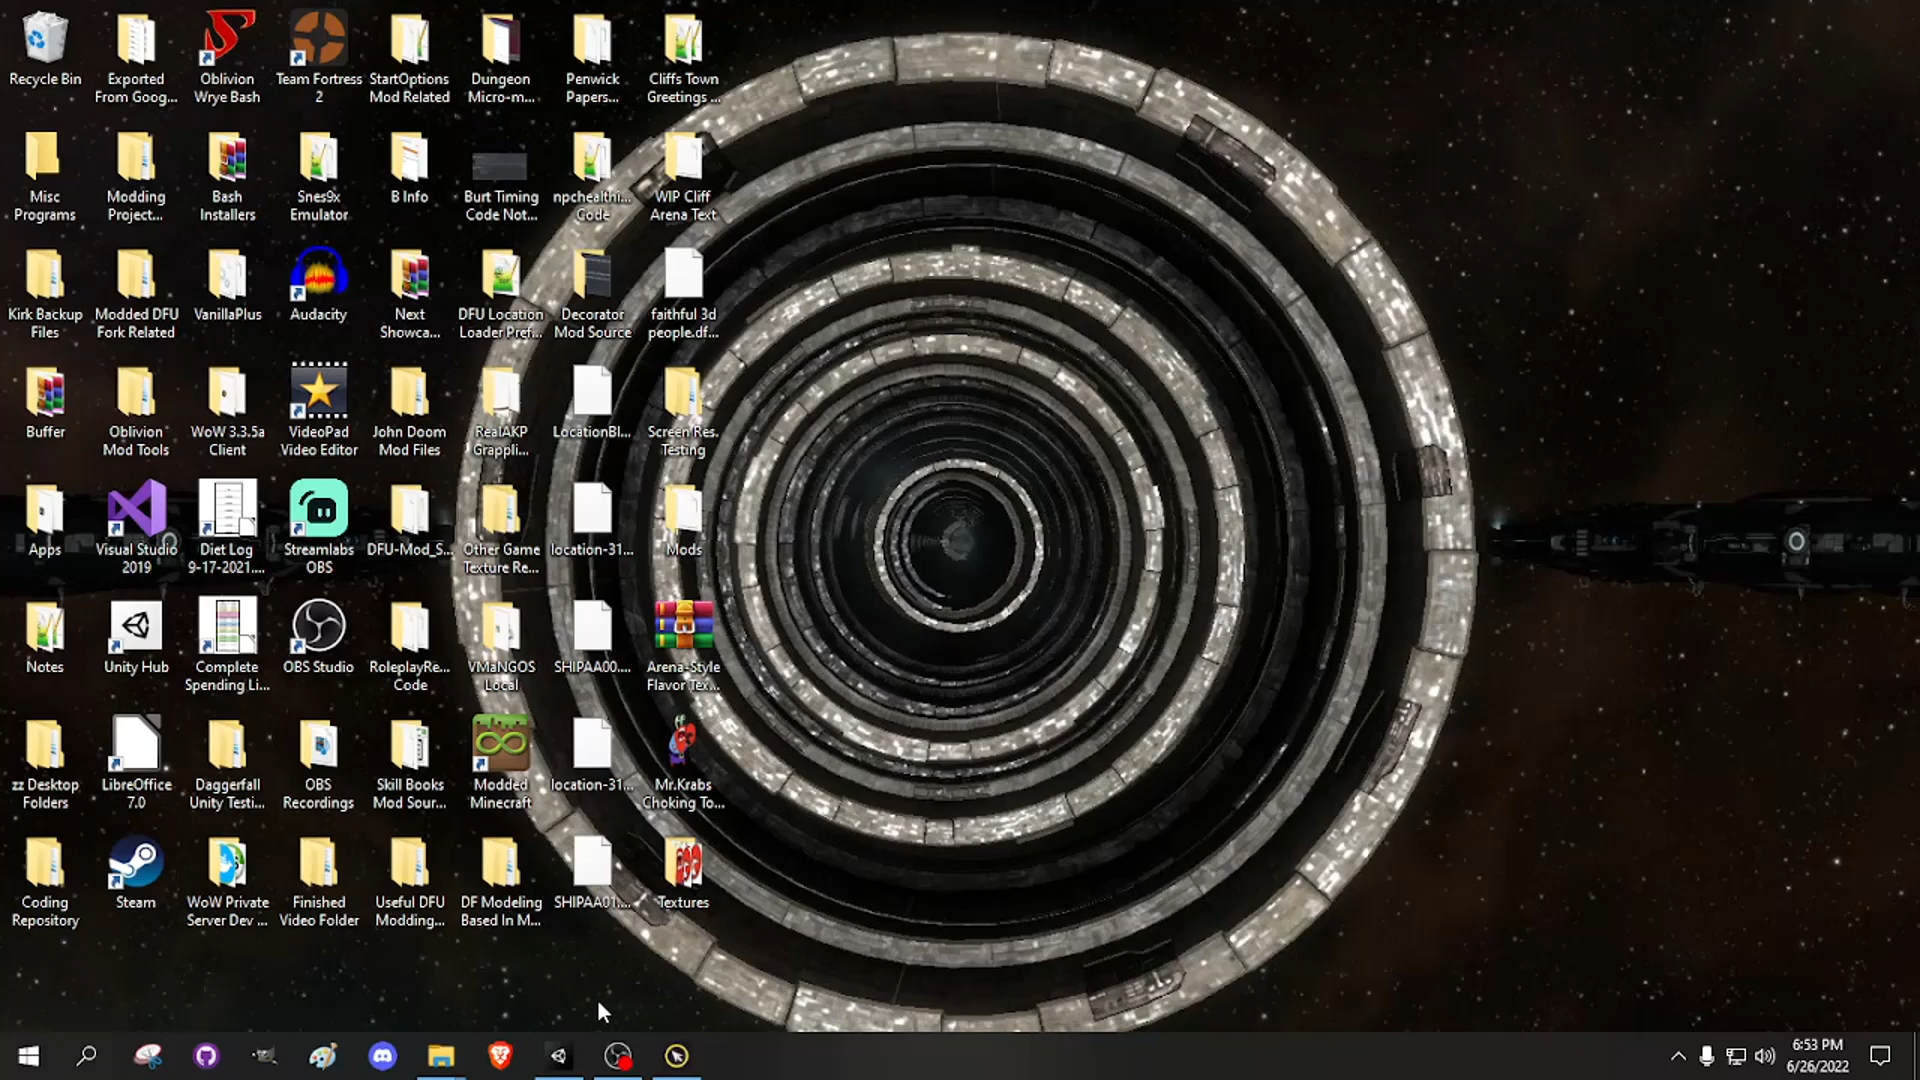 Recycle Bin
Exported
From Goog...
Oblivion
Wrye Bash
Team Fortress
2
StartOptions
Mod Related
Dungeon
Micro-m...
Penwick
Papers...
Cliffs Town
Greetings ...
Misc
Programs
Modding
Project...
Bash
Installers
Snes9x
Emulator
B Info
Burt Timing
Code Not...
npchealthi...
Code
WIP Cliff
Arena Text
Kirk Backup
Files
Modded DFU
Fork Related
VanillaPlus
Audacity
Next
Showca...
DFU Location
Loader Pref...
Decorator
Mod Source
faithful 3d
people.df...
Buffer
Oblivion
Mod Tools
WoW 3.3.5a
Client
VideoPad
Video Editor
John Doom
Mod Files
RealAKP
Grappli...
LocationBl...
Screen Res.
Testing
Apps
Visual Studio
2019
Diet Log
9-17-2021....
Streamlabs
OBS
DFU-Mod_S...
Other Game
Texture Re...
location-31...
Mods
Notes
Unity Hub
Complete
Spending Li...
OBS Studio
RoleplayRe...
Code
VMaNGOS
Local
SHIPAA00....
Arena-Style
Flavor Tex...
zz Desktop
Folders
LibreOffice
7.0
Daggerfall
Unity Testi...
OBS
Recordings
Skill Books
Mod Sour...
Modded
Minecraft
location-31...
Mr.Krabs
Choking To...
Coding
Repository
Steam
WoW Private
Server Dev ...
Finished
Video Folder
Useful DFU
Modding...
DF Modeling
Based In M...
SHIPAA01....
Textures
6:53 PM
6/26/2022